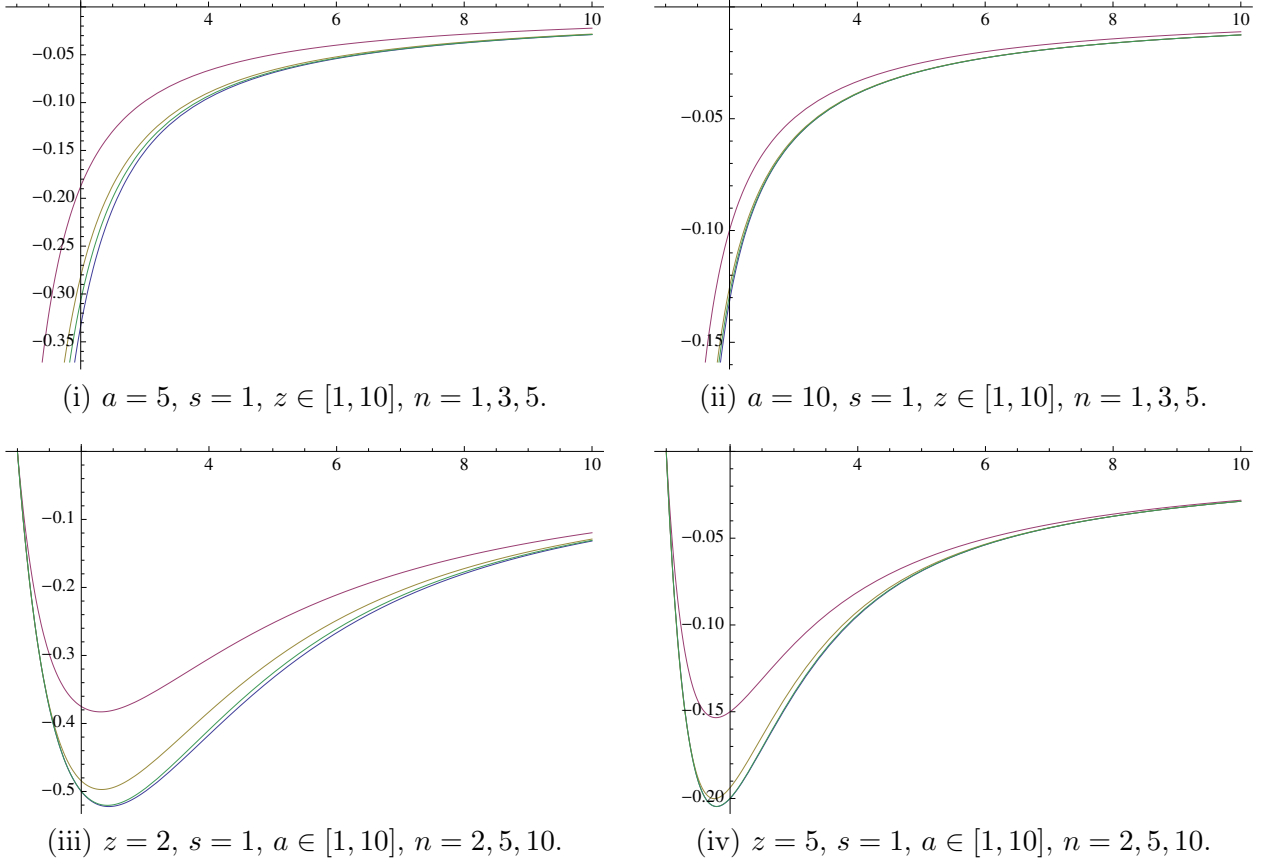 4 6 8 10
−0.05
−0.10
−0.15
−0.20
−0.25
−0.30
−0.35
(i) a = 5, s = 1, z ∈ [1, 10], n = 1, 3, 5.
4 6 8 10
−0.05
−0.10
−0.15
(ii) a = 10, s = 1, z ∈ [1, 10], n = 1, 3, 5.
4 6 8 10
−0.1
−0.2
−0.3
−0.4
−0.5
(iii) z = 2, s = 1, a ∈ [1, 10], n = 2, 5, 10.
4 6 8 10
−0.05
−0.10
−0.15
−0.20
(iv) z = 5, s = 1, a ∈ [1, 10], n = 2, 5, 10.